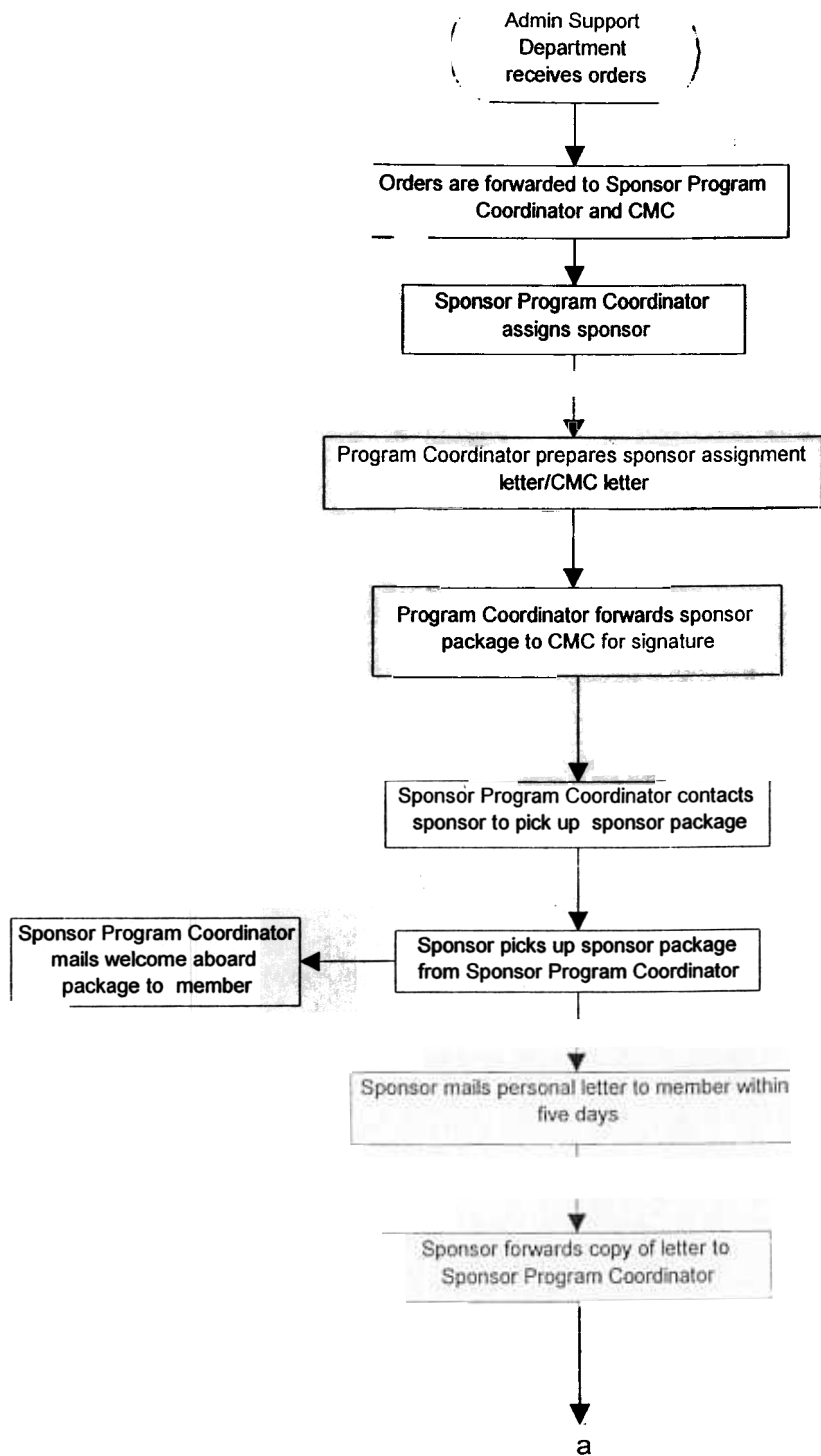 Admin Support
Department
receives orders
Orders are forwarded to Sponsor Program
Coordinator and CMC
Sponsor Program Coordinator
assigns sponsor
Program Coordinator prepares sponsor assignment
letter/CMC letter
Program Coordinator forwards sponsor
package to CMC for signature
Sponsor Program Coordinator contacts
sponsor to pick up sponsor package
Sponsor Program Coordinator
mails welcome aboard
package to member
Sponsor picks up sponsor package
from Sponsor Program Coordinator
Sponsor mails personal letter to member within
five days
Sponsor forwards copy of letter to
Sponsor Program Coordinator
a